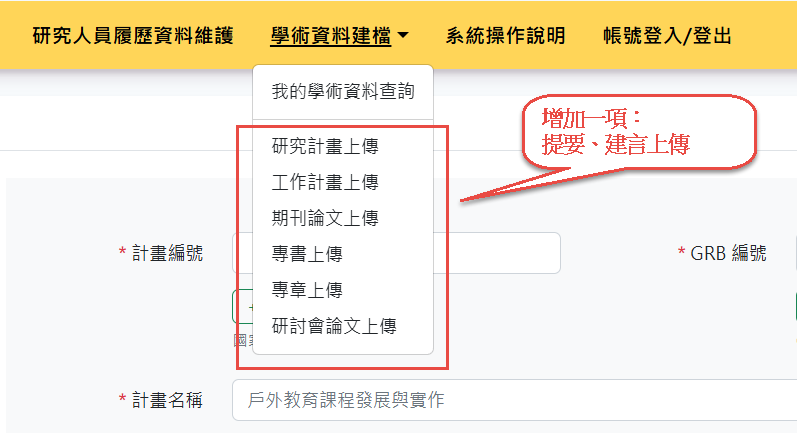 研究人員履歷資料維護 學術資料建檔 系統操作說明 帳號登入/登出
我的學術資料查詢
增加一項：
提要、建言上傳
研究計畫上傳
工作計畫上傳
期刊論文上傳
專書上傳
專章上傳
研討會論文上傳
* 計畫編號
* GRB 編號
+
國家
* 計畫名稱
戶外教育課程發展與實作